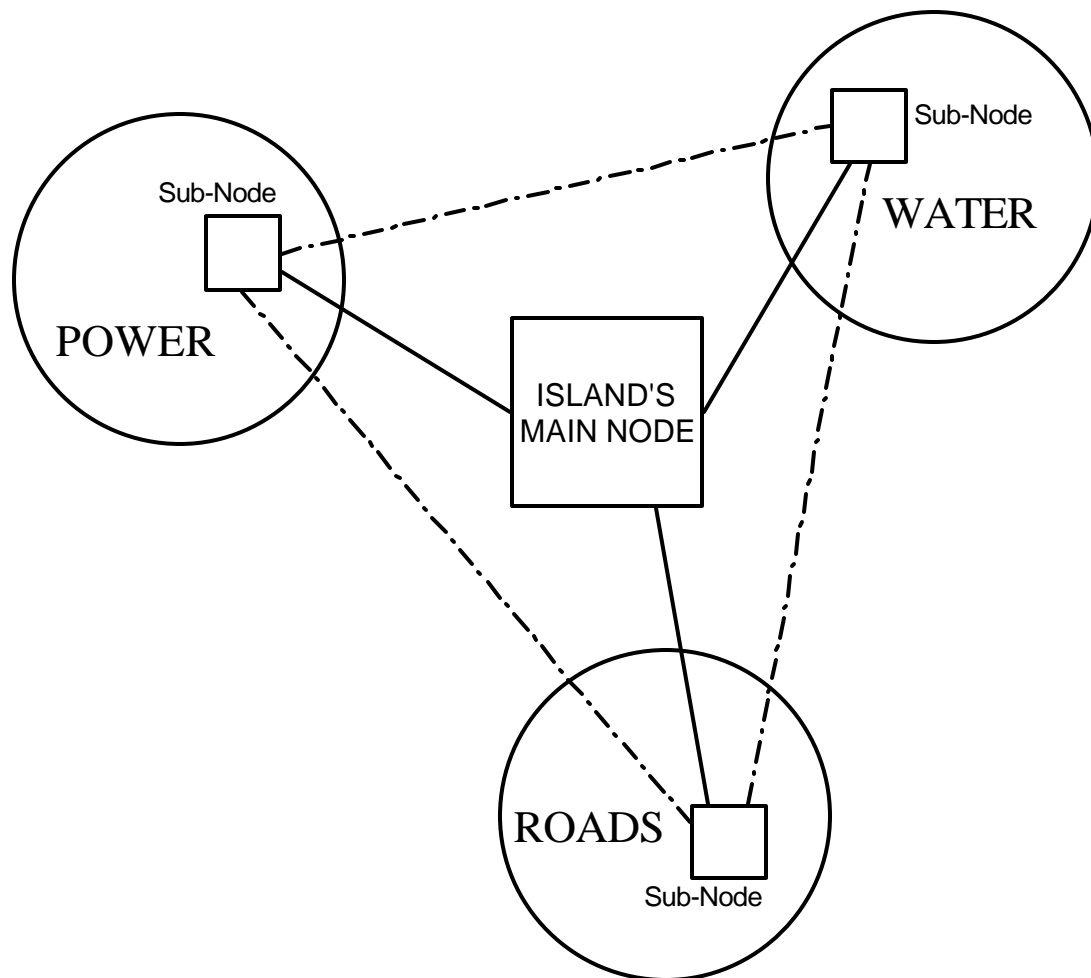 Sub-Node
WATER
Sub-Node
POWER
ISLAND'S
MAIN NODE
ROADS
Sub-Node